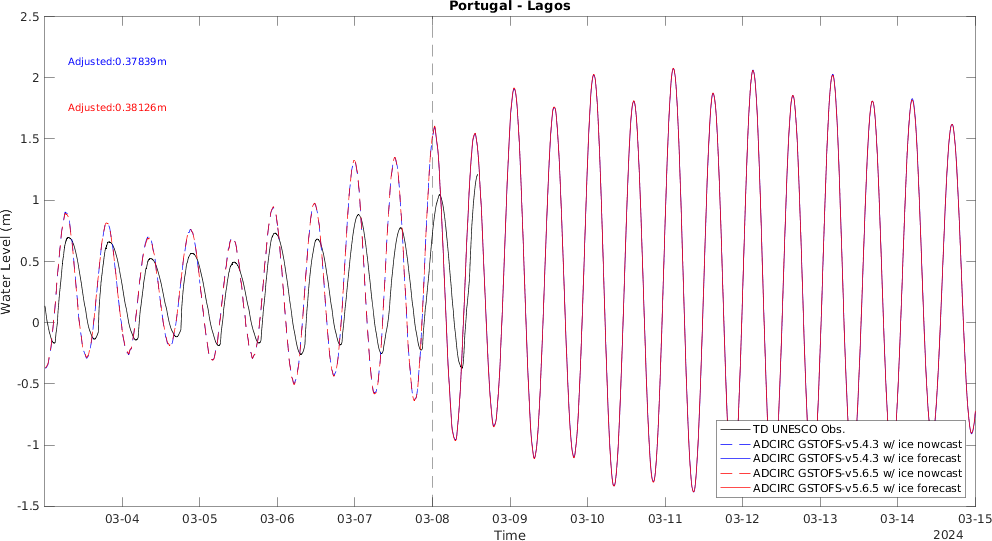 Portugal - Lagos
2.5
2
1.5
1
0.5
0
-0.5
-1
-1.5
Water Level (m)
Adjusted:0.37839m
Adjusted:0.38126m
TD UNESCO Obs.
ADCIRC GSTOFS-v5.4.3 w/ ice nowcast
ADCIRC GSTOFS-v5.4.3 w/ ice forecast
ADCIRC GSTOFS-v5.6.5 w/ ice nowcast
ADCIRC GSTOFS-v5.6.5 w/ ice forecast
03-04 03-05 03-06 03-07 03-08 03-09 03-10 03-11 03-12 03-13 03-14 03-15
Time
2024